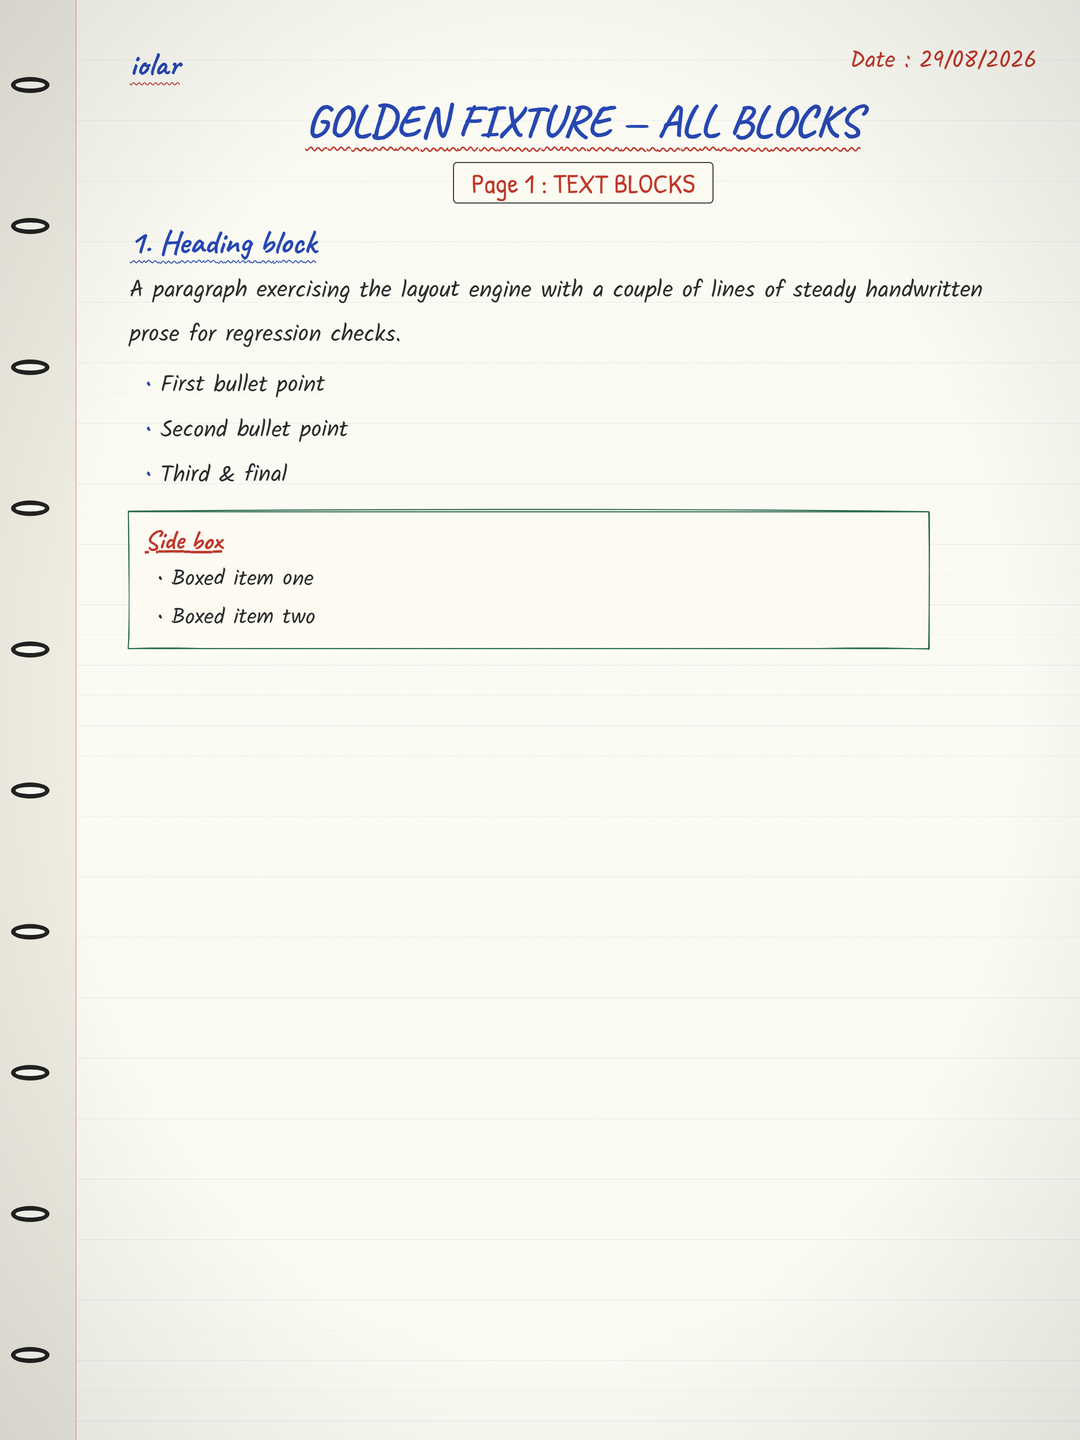 iolar
Date : 29/08/2026
GOLDEN FIXTURE – ALL BLOCKS
Page 1 : TEXT BLOCKS
1. Heading block
A paragraph exercising the layout engine with a couple of lines of steady handwritten
prose for regression checks.
· First bullet point
· Second bullet point
· Third & final
Side box
· Boxed item one
· Boxed item two